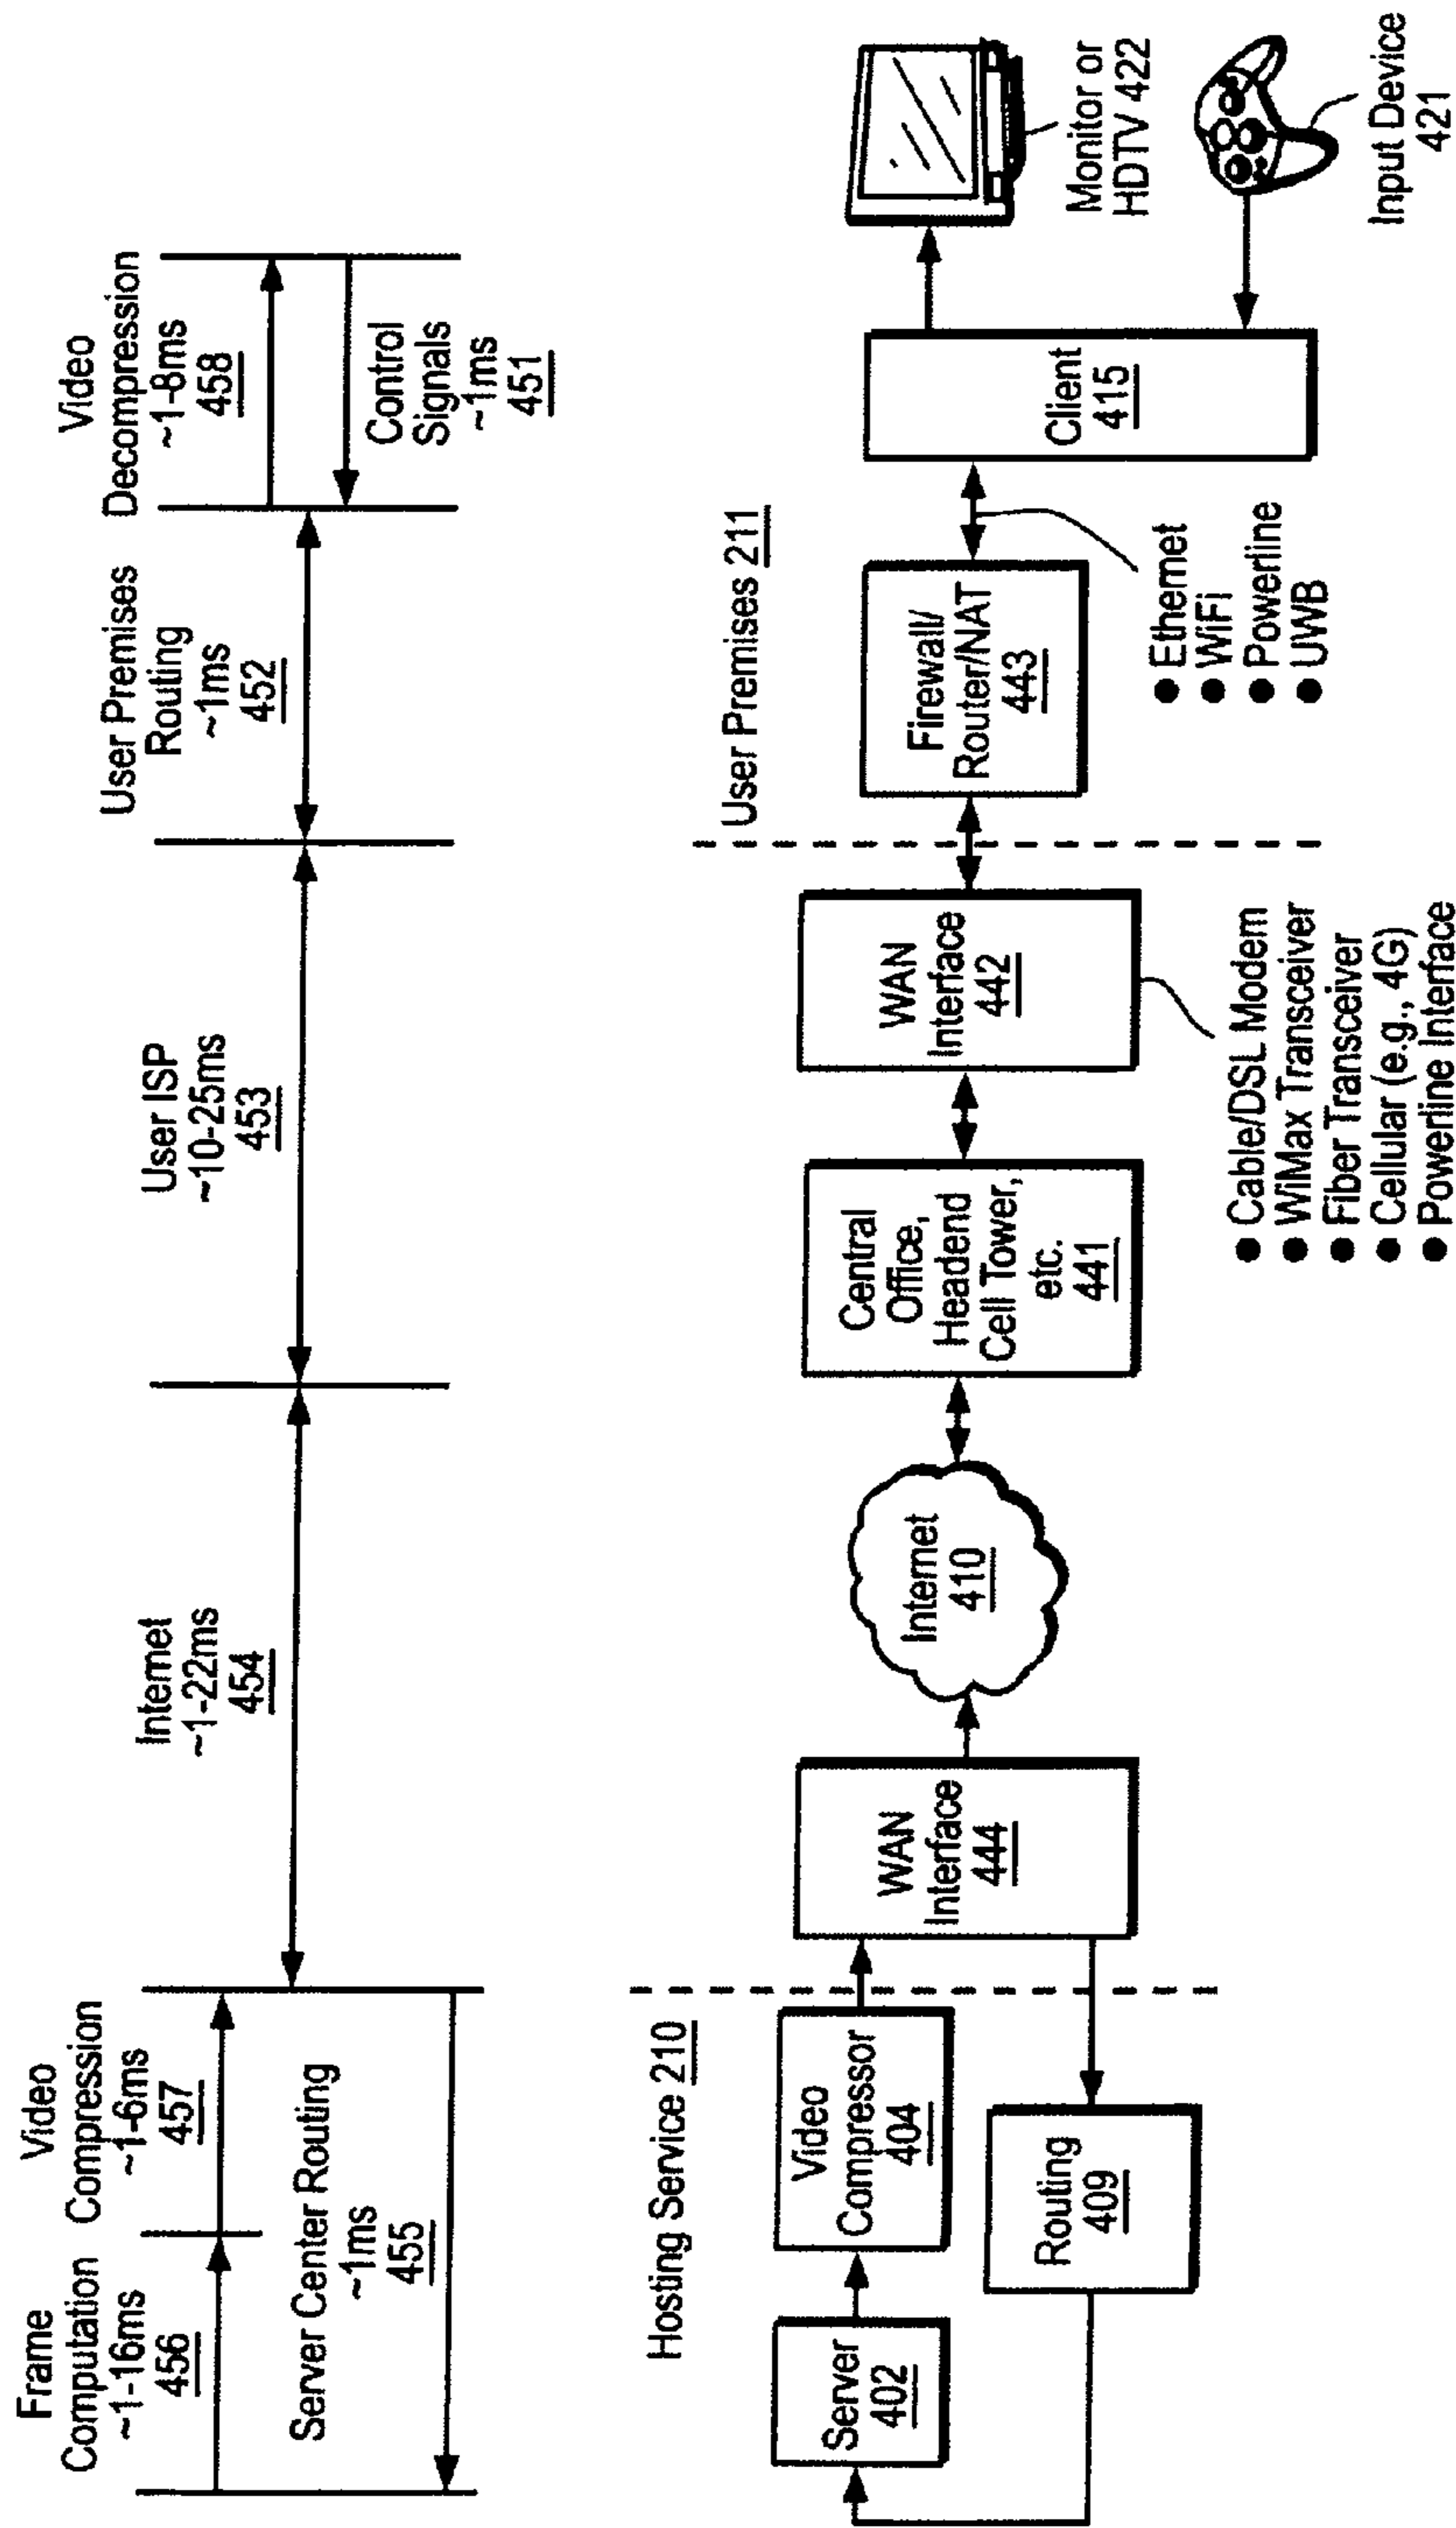 Frame
Computation
~1-16ms
456
Video
Compression
~1-6ms
457
Server Center Routing
~1ms
455
Internet
~1-22ms
454
User ISP
~10-25ms
453
User Premises
Routing
~1ms
452
Video
Decompression
~1-8ms
458
Control
Signals
~1ms
451
Hosting Service 210
Server
402
Video
Compressor
404
Routing
409
WAN
Interface
444
Internet
410
Central
Office,
Headend
Cell Tower,
etc.
441
WAN
Interface
442
● Cable/DSL Modem
● WiMax Transceiver
● Fiber Transceiver
● Cellular (e.g., 4G)
● Powerline Interface
User Premises 211
Firewall/
Router/NAT
443
● Ethernet
● WiFi
● Powerline
● UWB
Client
415
Monitor or
HDTV 422
Input Device
421